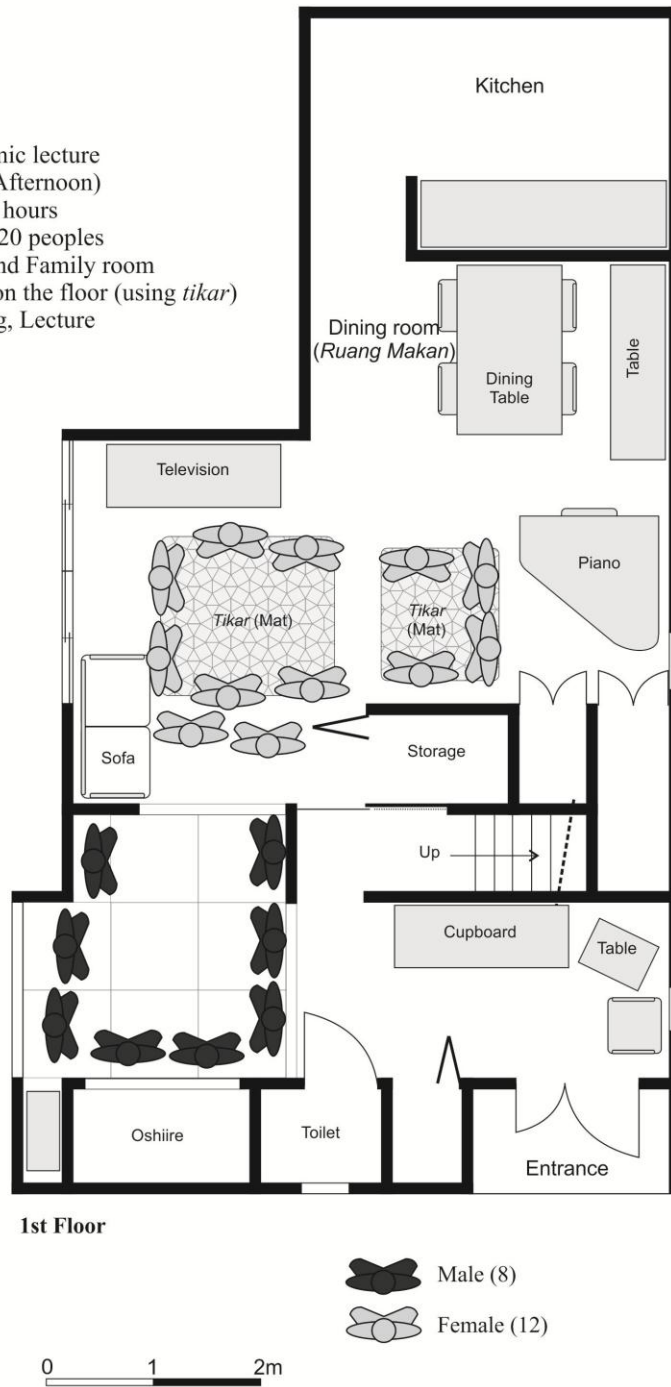 Kitchen
nic lecture
Afternoon)
hours
20 peoples
nd Family room
on the floor (using tikar)
g, Lecture
Dining room
(Ruang Makan)
Dining
Table
Table
Television
Piano
Tikar (Mat)
Tikar
(Mat)
Sofa
Storage
Up
Cupboard
Table
Oshiire
Toilet
Entrance
1st Floor
Male (8)
Female (12)
0 1 2m